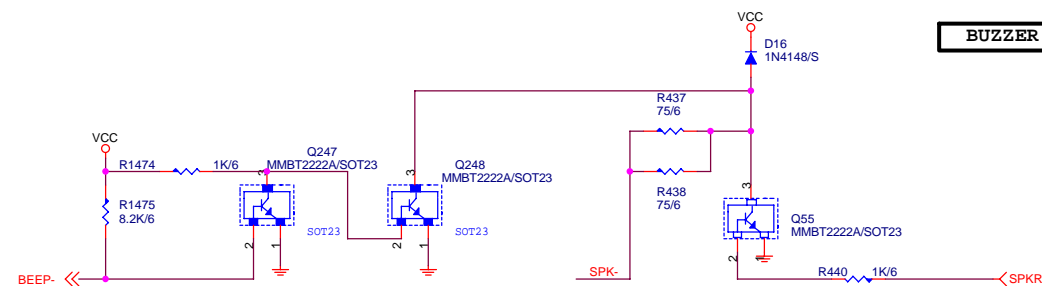 VCC
BUZZER
D16
1N4148/S
R437
75/6
VCC
Q247
MMBT2222A/SOT23
R1474
1K/6
3
Q248
MMBT2222A/SOT23
3
R438
75/6
3
R1475
8.2K/6
SOT23
SOT23
Q55
MMBT2222A/SOT23
2
1
2
1
2
1
BEEP-
SPK-
R440
1K/6
SPKR